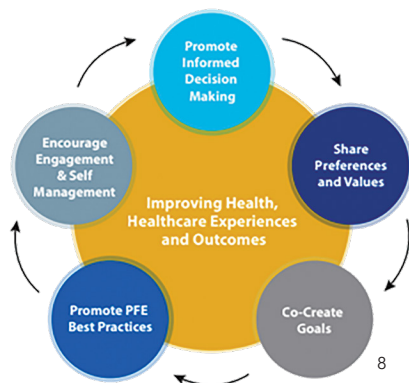 Promote
Informed
Decision
Making
Share
Preferences
and Values
Co-Create
Goals
Promote PFE
Best Practices
Encourage
Engagement
& Self
Management
Improving Health,
Healthcare Experiences
and Outcomes
8